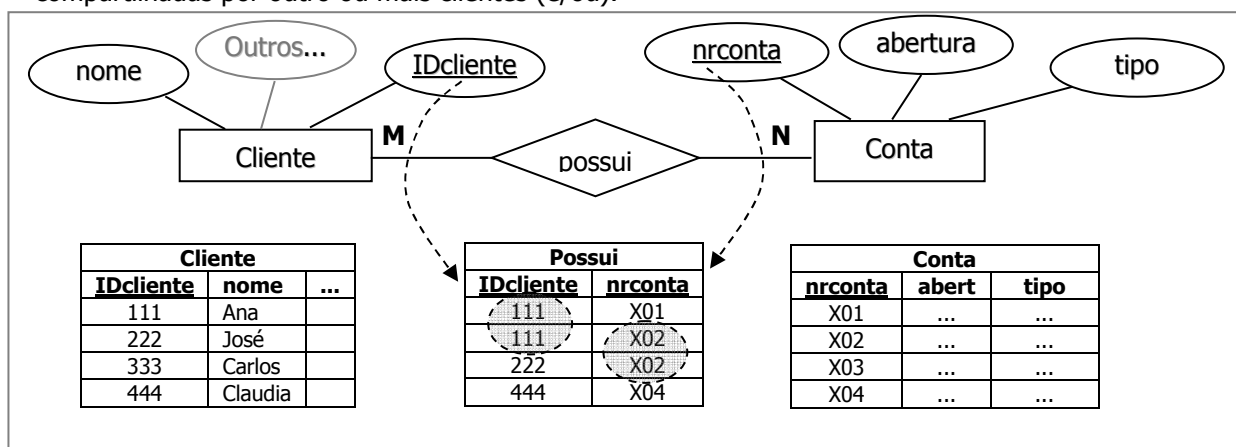 compartilhadas por outro ou mais clientes (e/ou).
nome
Outros...
IDcliente
nrconta
abertura
tipo
Cliente
M
possui
N
Conta
Cliente
IDcliente nome ...
111 Ana
222 José
333 Carlos
444 Claudia
Possui
IDcliente nrconta
111 X01
111 X02
222 X02
444 X04
Conta
nrconta abert tipo
X01 ... ...
X02 ... ...
X03 ... ...
X04 ... ...